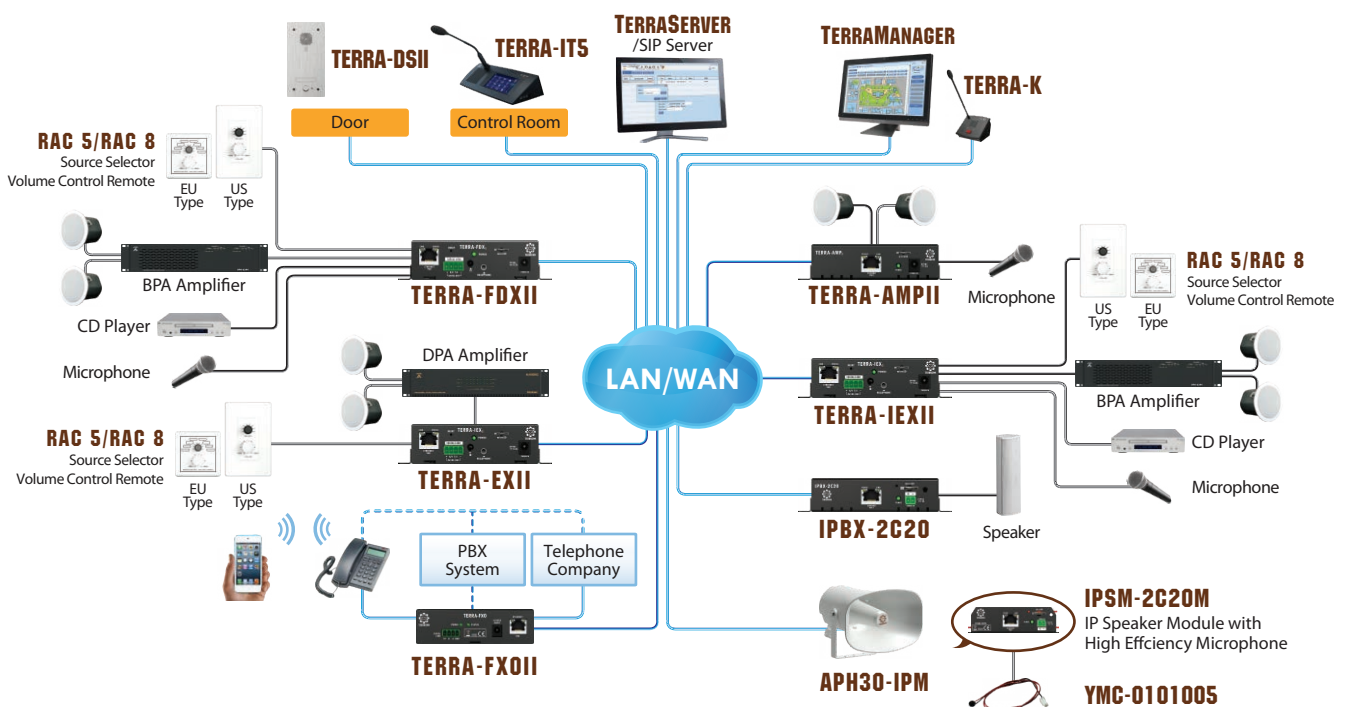 TERRA-DSII
Door
TERRA-IT5
Control Room
TERRASERVER
/SIP Server
TERRAMANAGER
TERRA-K
RAC 5/RAC 8
Source Selector
Volume Control Remote
EU
Type
US
Type
BPA Amplifier
CD Player
Microphone
TERRA-FDXII
DPA Amplifier
RAC 5/RAC 8
Source Selector
Volume Control Remote
EU
Type
US
Type
TERRA-EXII
PBX
System
Telephone
Company
TERRA-FXO
TERRA-FXOII
LAN/WAN
TERRA-AMPII
Microphone
RAC 5/RAC 8
Source Selector
Volume Control Remote
US
Type
EU
Type
TERRA-IEXII
BPA Amplifier
CD Player
Microphone
IPBX-2C20
IPBX-2C20
Speaker
APH30-IPM
IPSM-2C20M
IP Speaker Module with
High Effciency Microphone
YMC-0101005